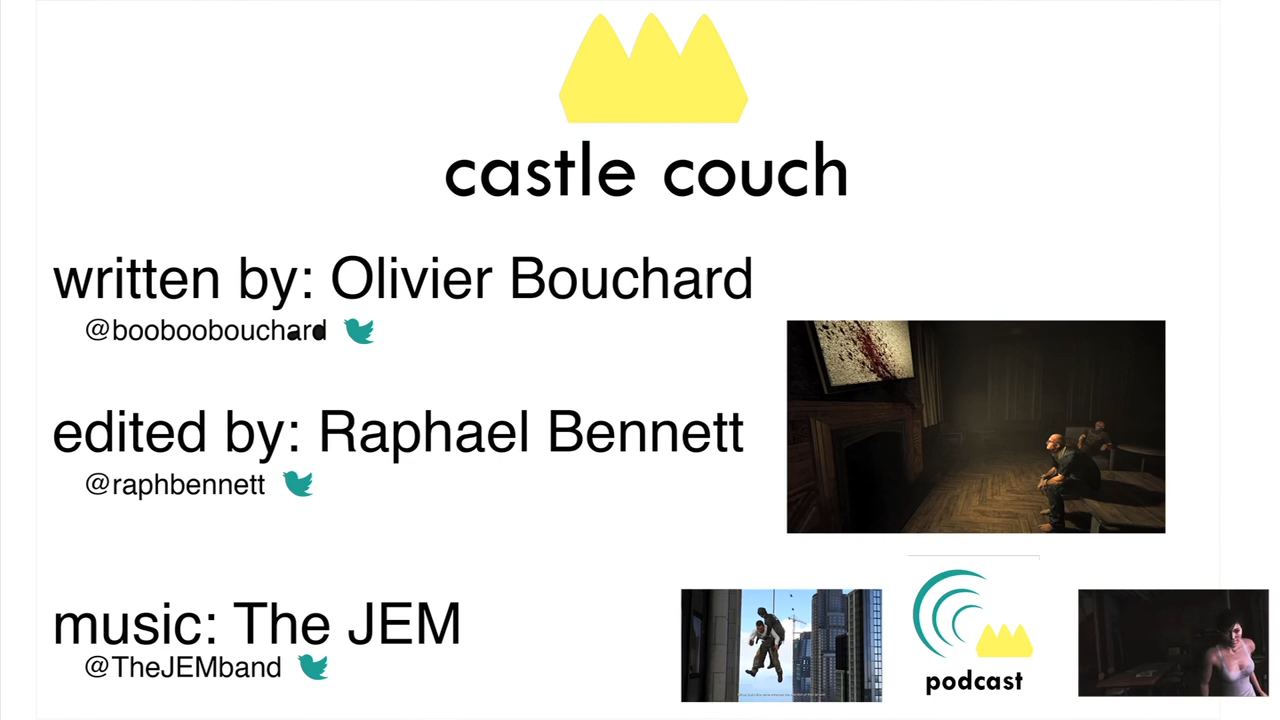 castle couch
written by: Olivier Bouchard
@booboobouchard
edited by: Raphael Bennett
@raphbennett
music: The JEM
@TheJEMband
podcast